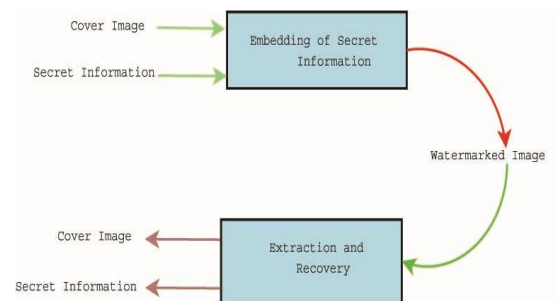 Cover Image
Embedding of Secret
Information
Secret Information
Watermarked Image
Cover Image
Extraction and
Recovery
Secret Information